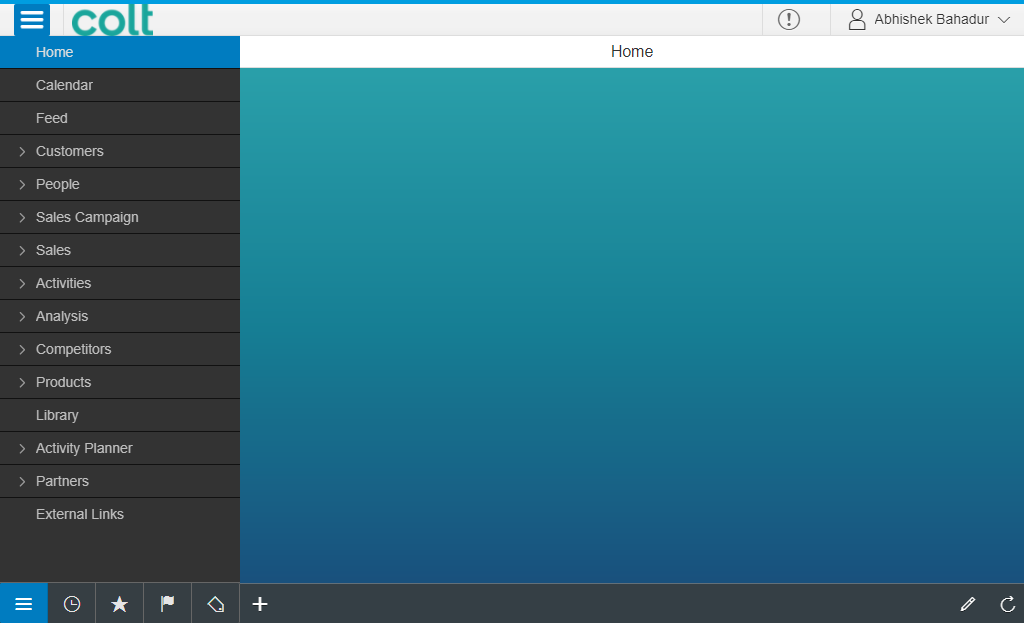 colt
Abhishek Bahadur
Home
Home
Calendar
Feed
Customers
People
Sales Campaign
Sales
Activities
Analysis
Competitors
Products
Library
Activity Planner
Partners
External Links